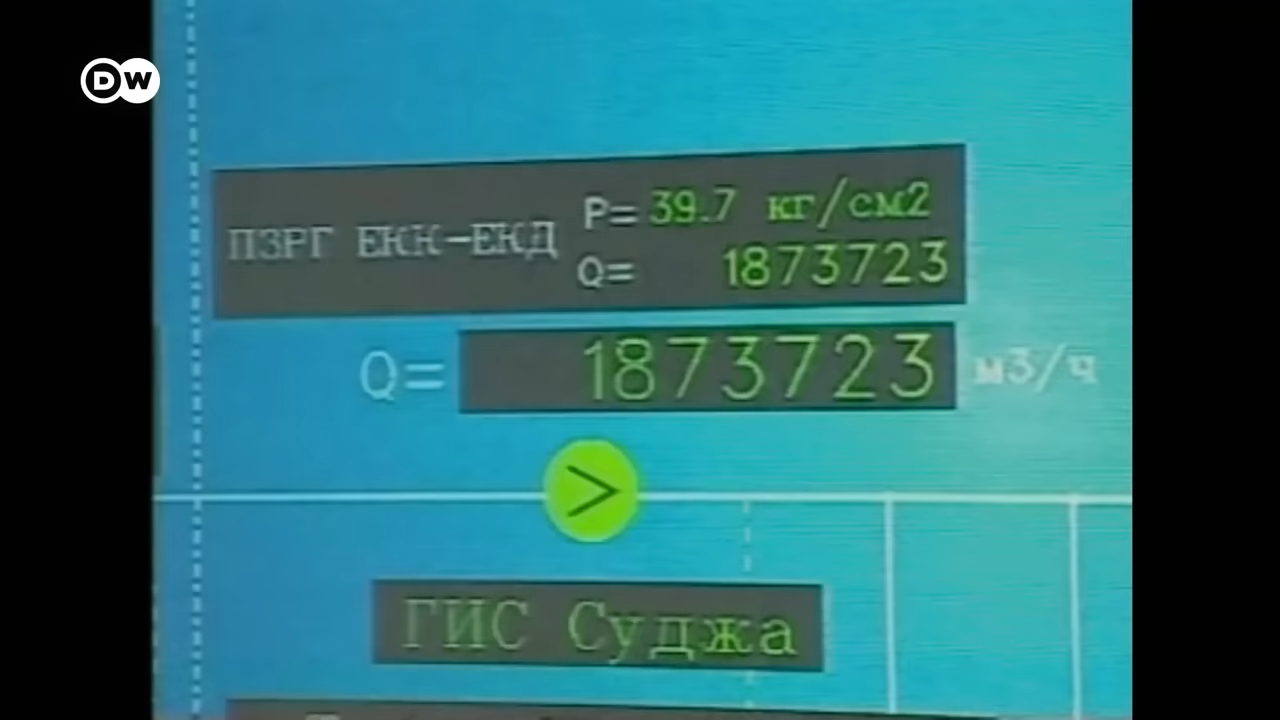 DW
ПЗРГ ЕКК-ЕКД
P= 39.7 кг/см2
Q= 1873723
Q= 1873723 м3/ч
>
ГИС Суджа